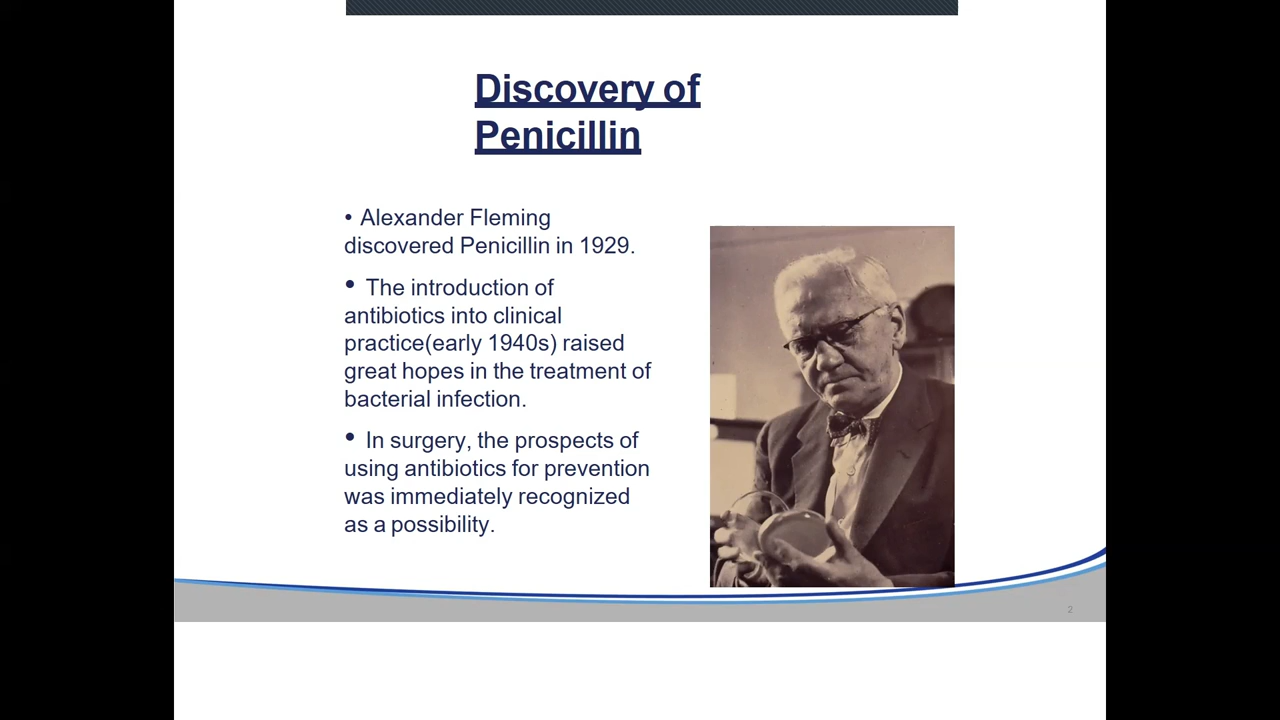 Discovery of
Penicillin
• Alexander Fleming
discovered Penicillin in 1929.
• The introduction of
antibiotics into clinical
practice(early 1940s) raised
great hopes in the treatment of
bacterial infection.
• In surgery, the prospects of
using antibiotics for prevention
was immediately recognized
as a possibility.
2